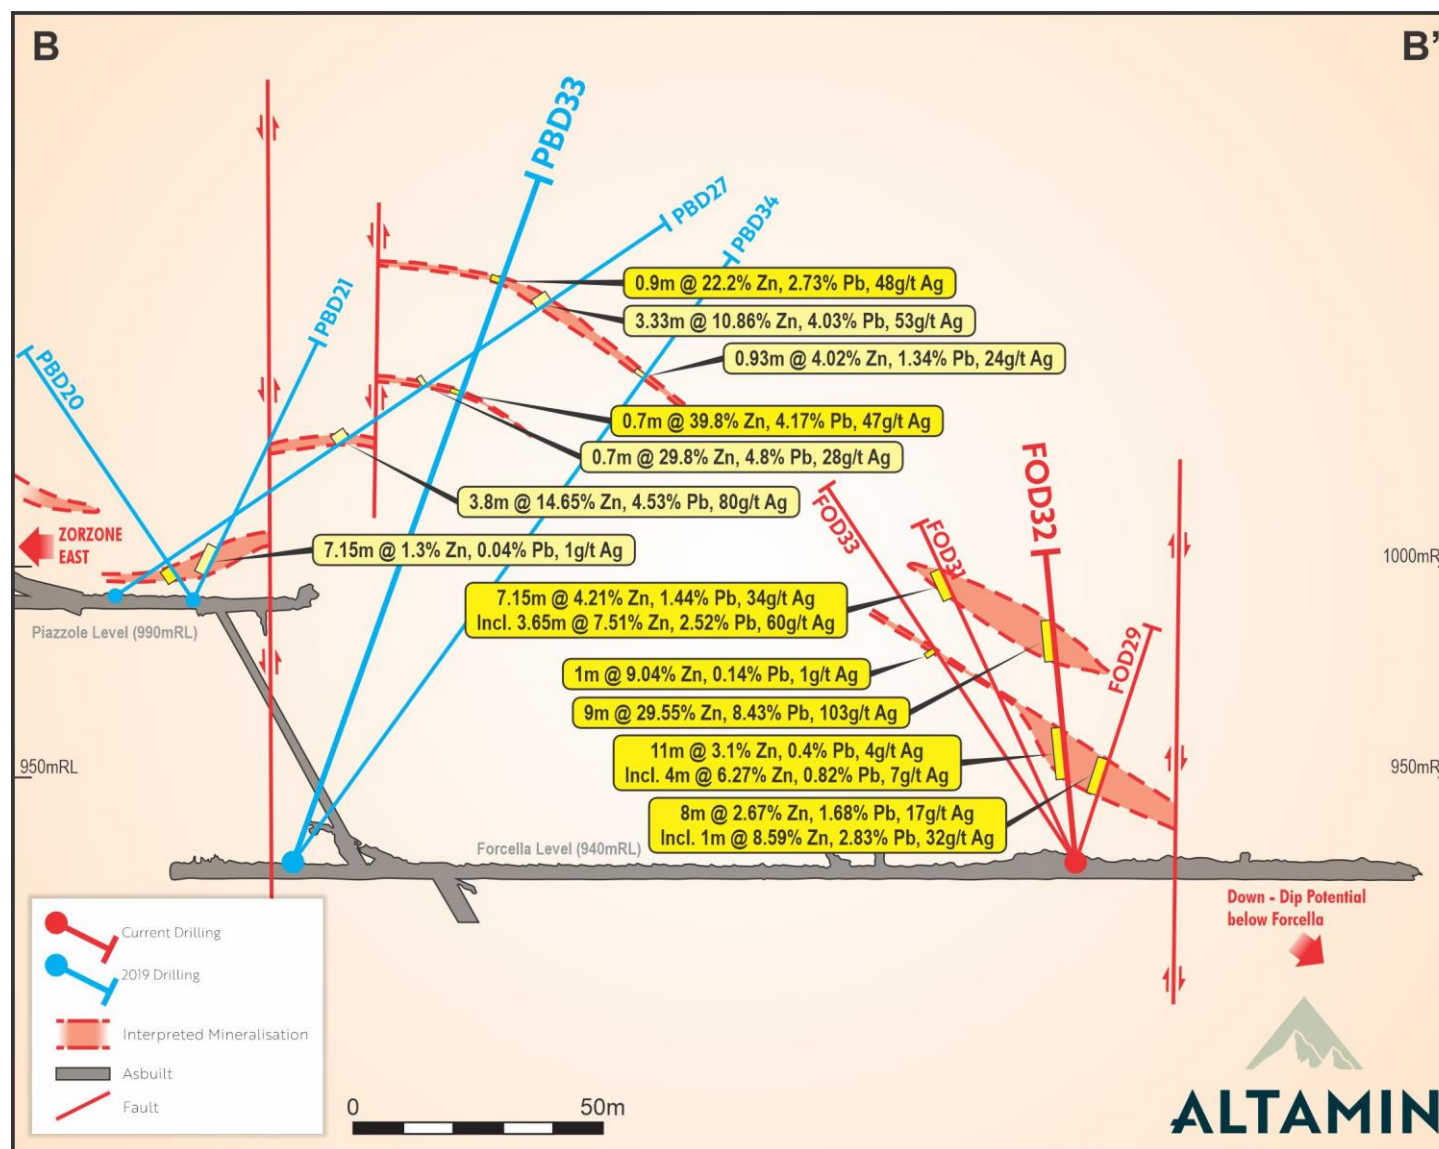 B
B'
PBD33
PBD27
PBD34
PBD21
PBD20
0.9m @ 22.2% Zn, 2.73% Pb, 48g/t Ag
3.33m @ 10.86% Zn, 4.03% Pb, 53g/t Ag
0.93m @ 4.02% Zn, 1.34% Pb, 24g/t Ag
0.7m @ 39.8% Zn, 4.17% Pb, 47g/t Ag
0.7m @ 29.8% Zn, 4.8% Pb, 28g/t Ag
3.8m @ 14.65% Zn, 4.53% Pb, 80g/t Ag
7.15m @ 1.3% Zn, 0.04% Pb, 1g/t Ag
ZORZONE
EAST
FOD33
FOD31
FOD32
FOD29
1000mR
7.15m @ 4.21% Zn, 1.44% Pb, 34g/t Ag
Incl. 3.65m @ 7.51% Zn, 2.52% Pb, 60g/t Ag
Piazzole Level (990mRL)
1m @ 9.04% Zn, 0.14% Pb, 1g/t Ag
9m @ 29.55% Zn, 8.43% Pb, 103g/t Ag
11m @ 3.1% Zn, 0.4% Pb, 4g/t Ag
Incl. 4m @ 6.27% Zn, 0.82% Pb, 7g/t Ag
950mRL
950mR
8m @ 2.67% Zn, 1.68% Pb, 17g/t Ag
Incl. 1m @ 8.59% Zn, 2.83% Pb, 32g/t Ag
Forcella Level (940mRL)
Down - Dip Potential
below Forcella
Current Drilling
2019 Drilling
Interpreted Mineralisation
Asbuilt
Fault
0
50m
ALTAMIN